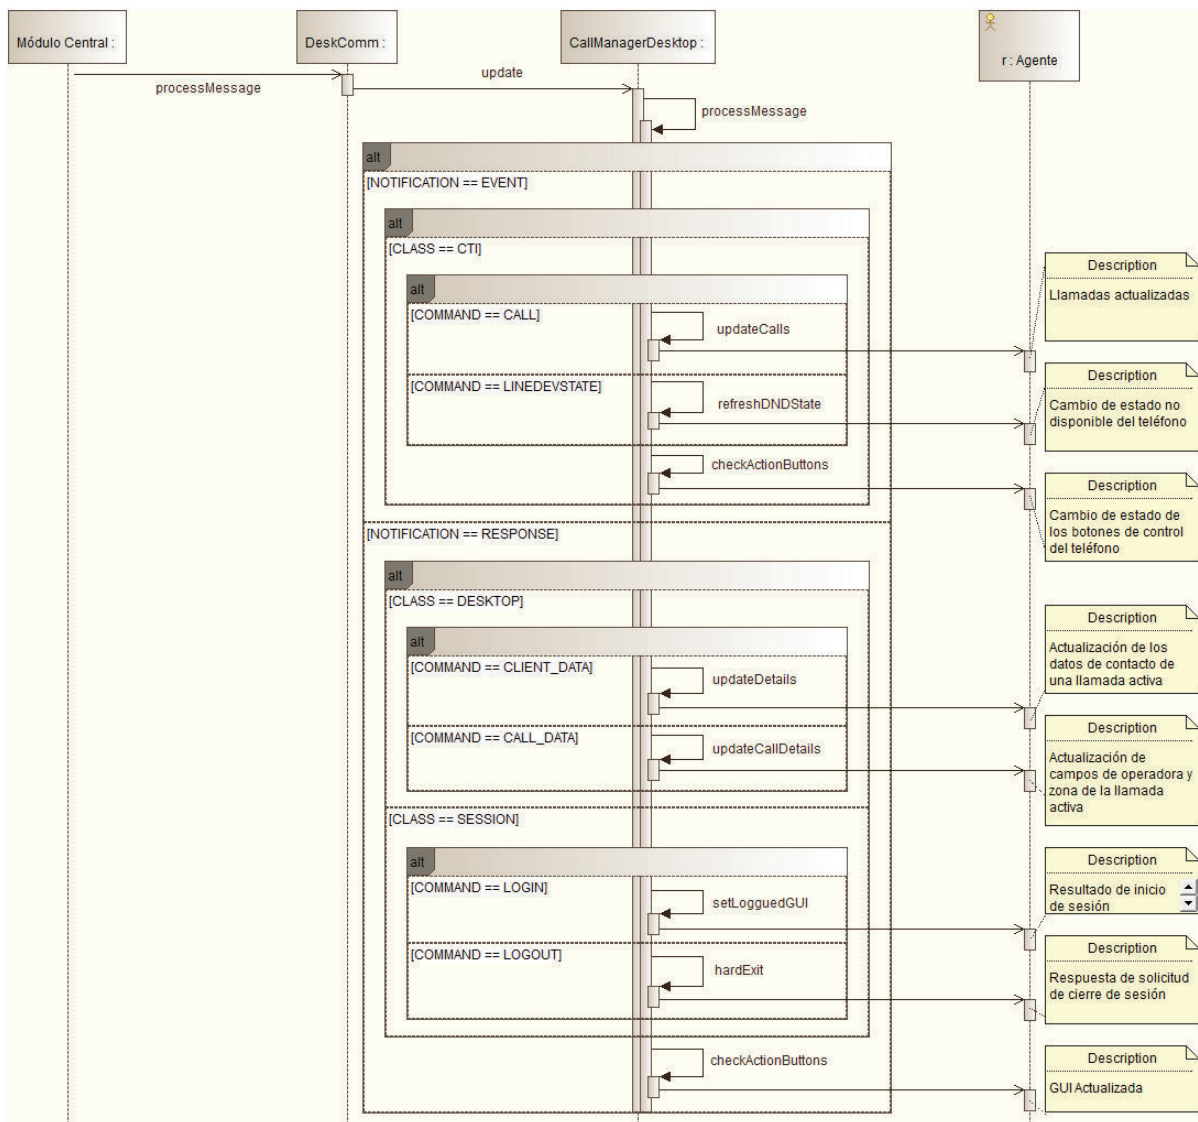 Módulo Central :
DeskComm :
CallManagerDesktop :
r : Agente
processMessage
update
processMessage
alt
[NOTIFICATION == EVENT]
alt
[CLASS == CTI]
alt
[COMMAND == CALL]
updateCalls
Description
Llamadas actualizadas
[COMMAND == LINEDEVSTATE]
refreshDNDState
Description
Cambio de estado no
disponible del teléfono
checkActionButtons
Description
Cambio de estado de
los botones de control
del teléfono
[NOTIFICATION == RESPONSE]
alt
[CLASS == DESKTOP]
alt
[COMMAND == CLIENT_DATA]
updateDetails
Description
Actualización de los
datos de contacto de
una llamada activa
[COMMAND == CALL_DATA]
updateCallDetails
Description
Actualización de
campos de operadora y
zona de la llamada
activa
[CLASS == SESSION]
alt
[COMMAND == LOGIN]
setLogguedGUI
Description
Resultado de inicio
de sesión
[COMMAND == LOGOUT]
hardExit
Description
Respuesta de solicitud
de cierre de sesión
checkActionButtons
Description
GUI Actualizada